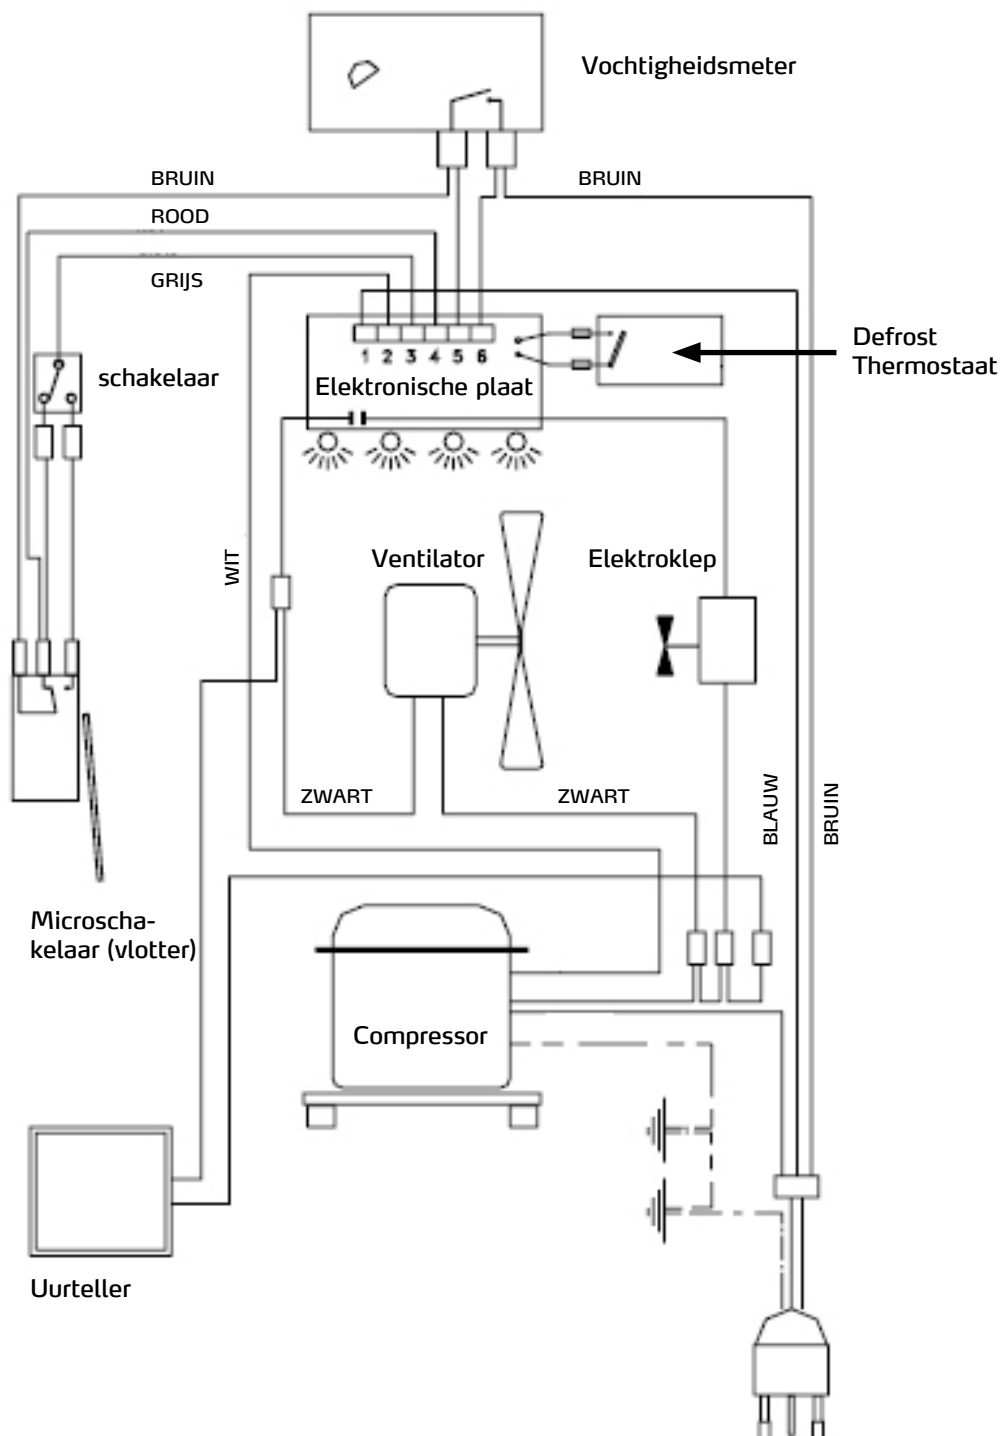 Vochtigheidsmeter
BRUIN
BRUIN
ROOD
GRIJS
1 2 3 4 5 6
Elektronische plaat
Defrost
Thermostaat
schakelaar
WIT
Ventilator
Elektroklep
ZWART
ZWART
BLAUW
BRUIN
Microscha-
kelaar (vlotter)
Compressor
Uurteller